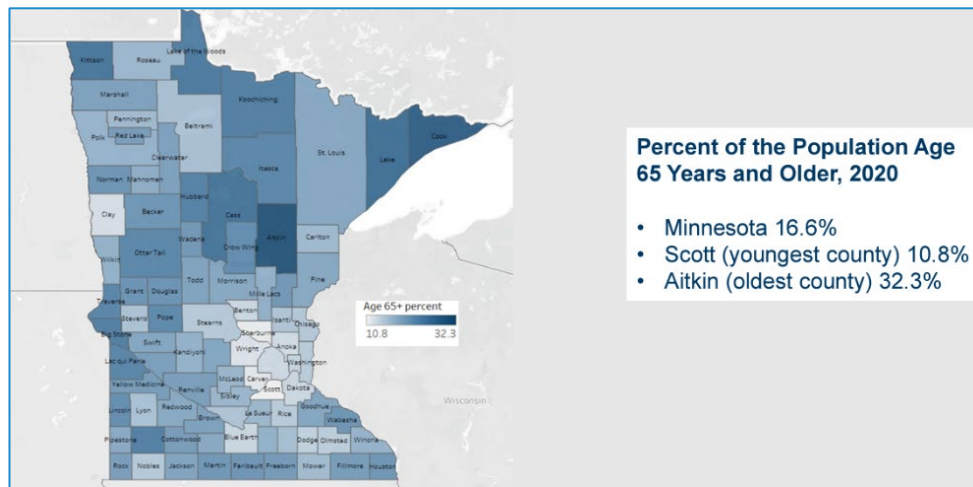 Kittson
Roseau
Lake of the Woods
Marshall
Koochiching
Pennington
Beltrami
Polk
Red Lake
Cook
St. Louis
Lake
Clearwater
Itasca
Norman
Mahnomen
Hubbard
Cass
Clay
Becker
Aitkin
Wadena
Crow Wing
Carlton
Wilkin
Otter Tail
Todd
Morrison
Pine
Grant
Douglas
Mille Lacs
Traverse
Benton
Stevens
Pope
Stearns
Isanti
Chisago
Sherburne
Big Stone
Swift
Wright
Anoka
Kandiyohi
Washington
Lac qui Parle
McLeod
Carver
Yellow Medicine
Renville
Scott
Dakota
Sibley
Lincoln
Lyon
Redwood
Le Sueur
Rice
Goodhue
Brown
Wabasha
Pipestone
Cottonwood
Blue Earth
Dodge
Olmsted
Winona
Rock
Nobles
Jackson
Martin
Faribault
Freeborn
Mower
Fillmore
Houston
Age 65+ percent
10.8 32.3
Wisconsin
Percent of the Population Age
65 Years and Older, 2020
• Minnesota 16.6%
• Scott (youngest county) 10.8%
• Aitkin (oldest county) 32.3%